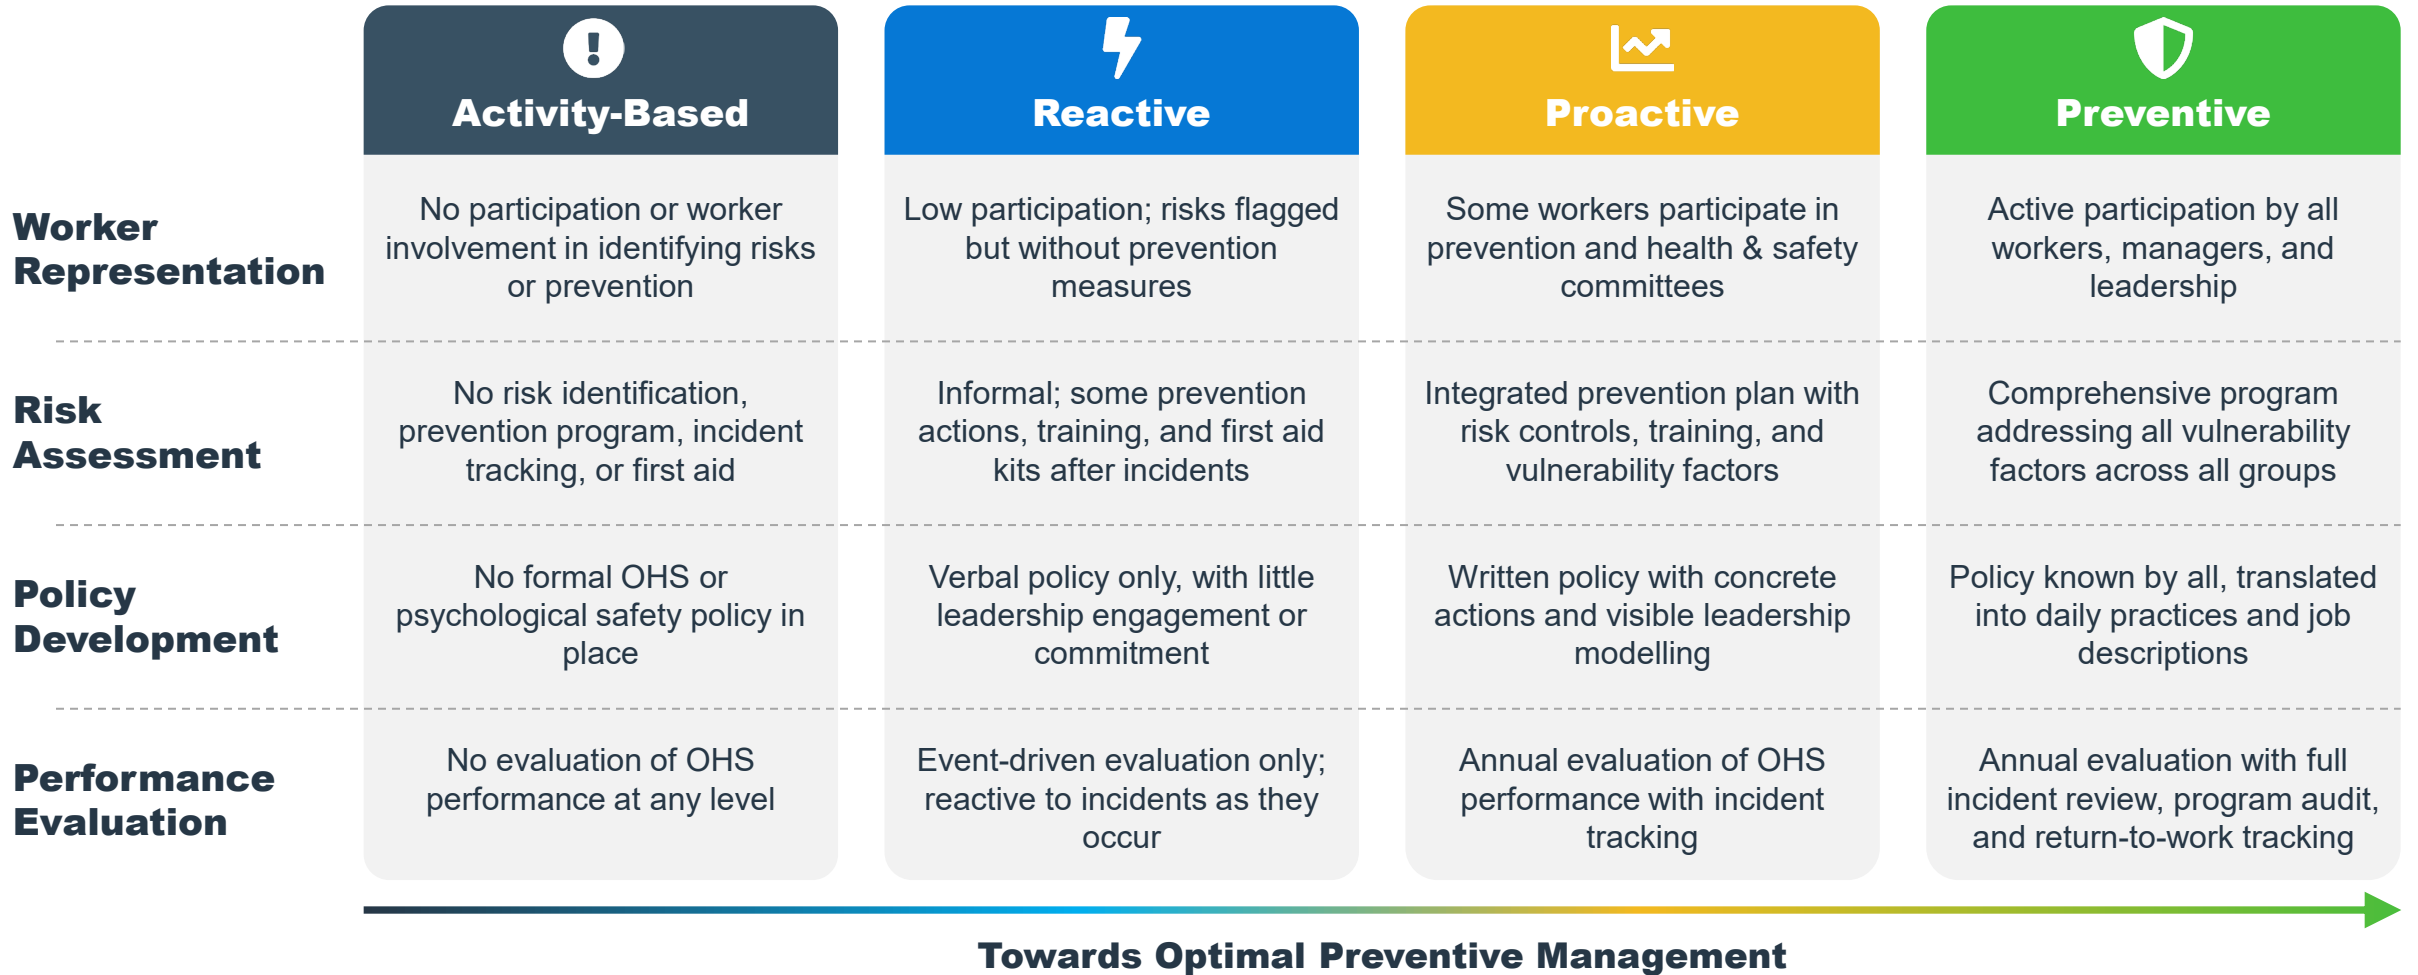 Activity-Based
Reactive
Proactive
Preventive
Worker
Representation
No participation or worker
involvement in identifying risks
or prevention
Low participation; risks flagged
but without prevention
measures
Some workers participate in
prevention and health & safety
committees
Active participation by all
workers, managers, and
leadership
Risk
Assessment
No risk identification,
prevention program, incident
tracking, or first aid
Informal; some prevention
actions, training, and first aid
kits after incidents
Integrated prevention plan with
risk controls, training, and
vulnerability factors
Comprehensive program
addressing all vulnerability
factors across all groups
Policy
Development
No formal OHS or
psychological safety policy in
place
Verbal policy only, with little
leadership engagement or
commitment
Written policy with concrete
actions and visible leadership
modelling
Policy known by all, translated
into daily practices and job
descriptions
Performance
Evaluation
No evaluation of OHS
performance at any level
Event-driven evaluation only;
reactive to incidents as they
occur
Annual evaluation of OHS
performance with incident
tracking
Annual evaluation with full
incident review, program audit,
and return-to-work tracking
Towards Optimal Preventive Management